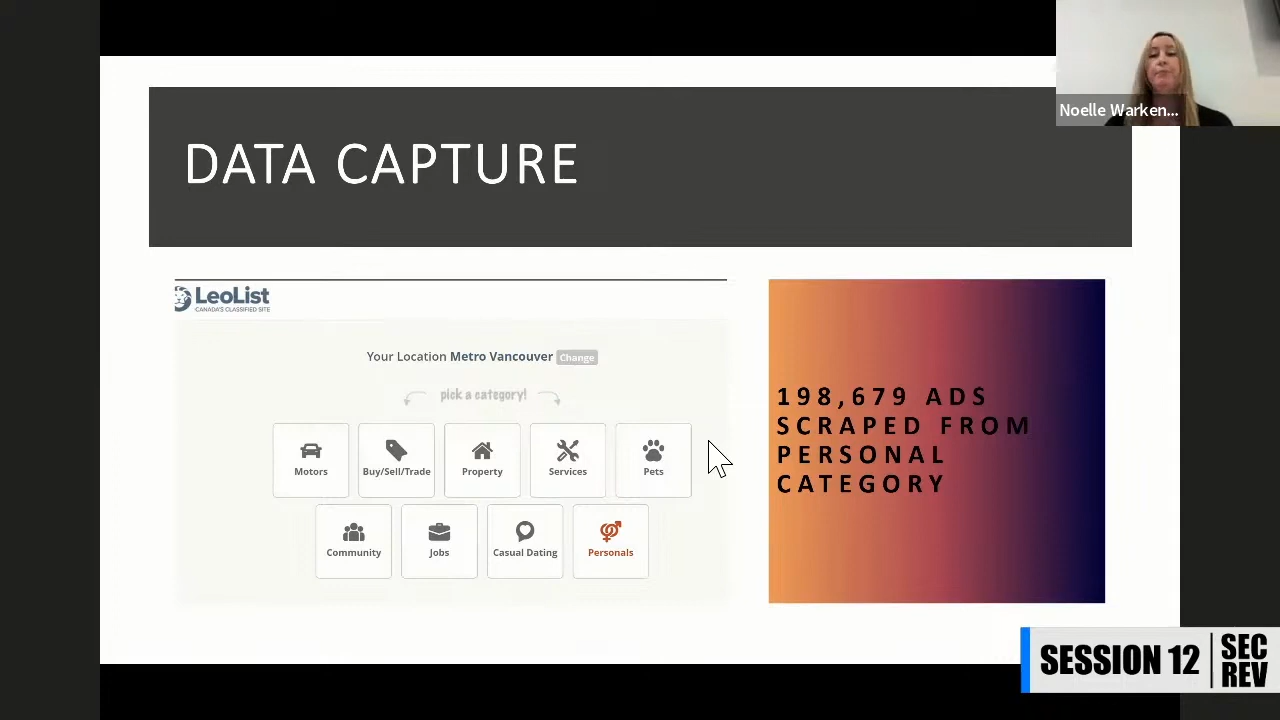 Noelle Warken...
DATA CAPTURE
LeoList
CANADA'S CLASSIFIED SITE
Your Location Metro Vancouver Change
pick a category!
Motors
Buy/Sell/Trade
Property
Services
Pets
Community
Jobs
Casual Dating
Personals
198,679 ADS
SCRAPED FROM
PERSONAL
CATEGORY
SESSION 12
SEC
REV